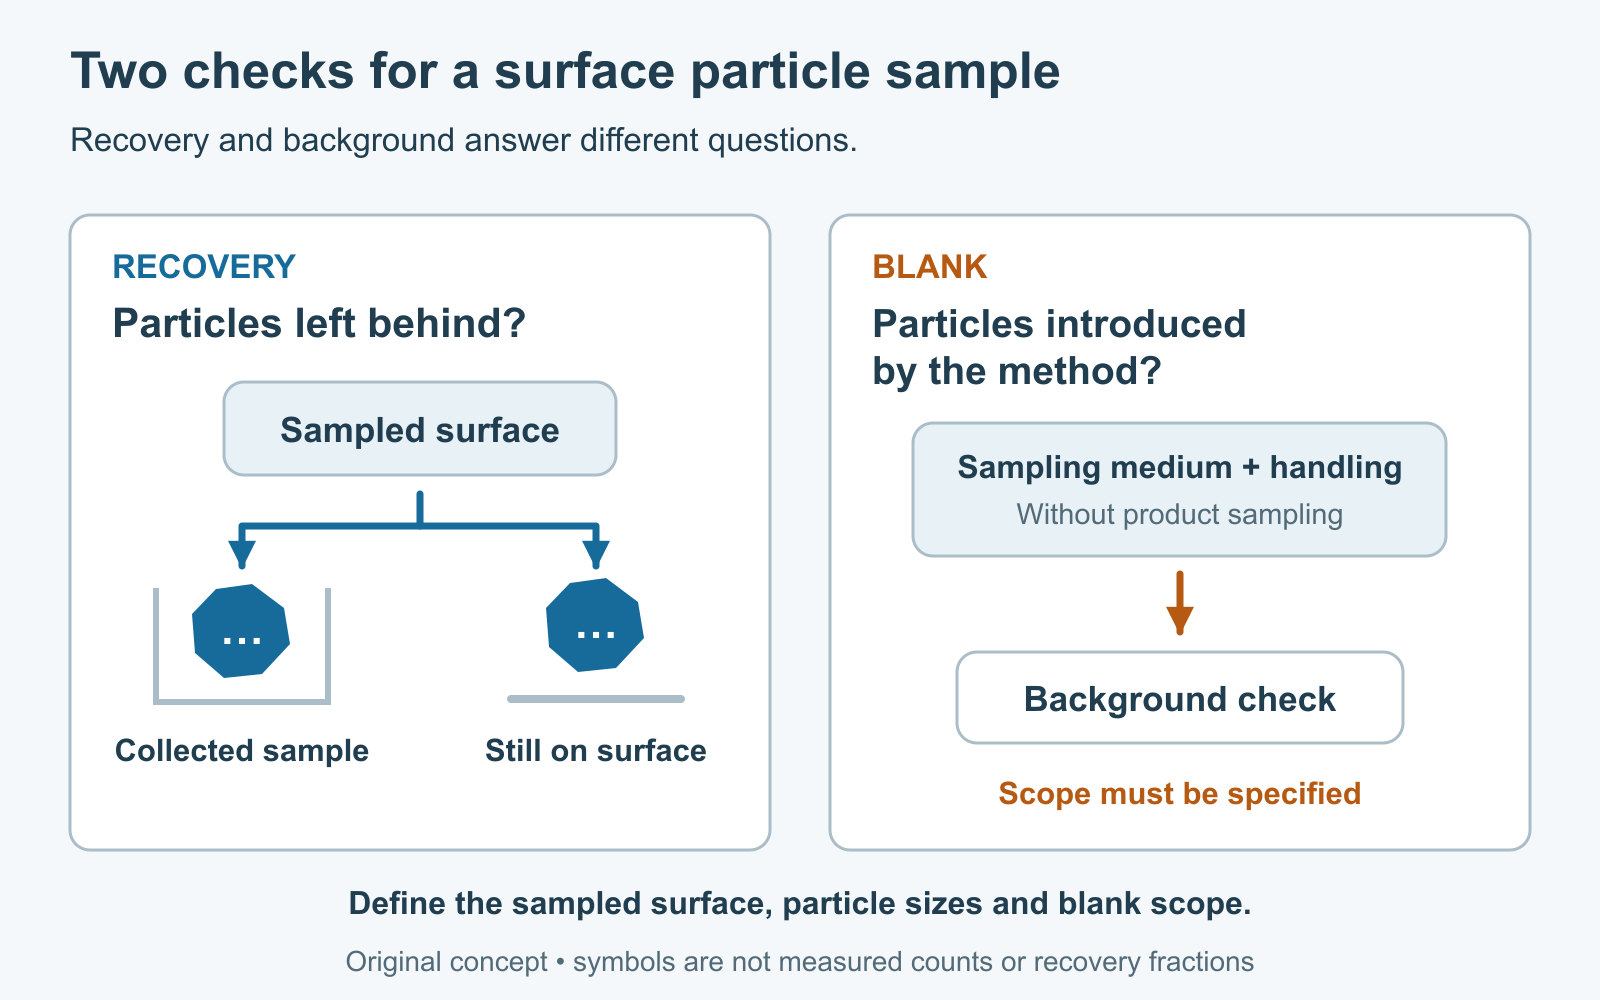 Two checks for a surface particle sample
Recovery and background answer different questions.
RECOVERY
Particles left behind?
Sampled surface
...
...
Collected sample
Still on surface
BLANK
Particles introduced
by the method?
Sampling medium + handling
Without product sampling
Background check
Scope must be specified
Define the sampled surface, particle sizes and blank scope.
Original concept • symbols are not measured counts or recovery fractions